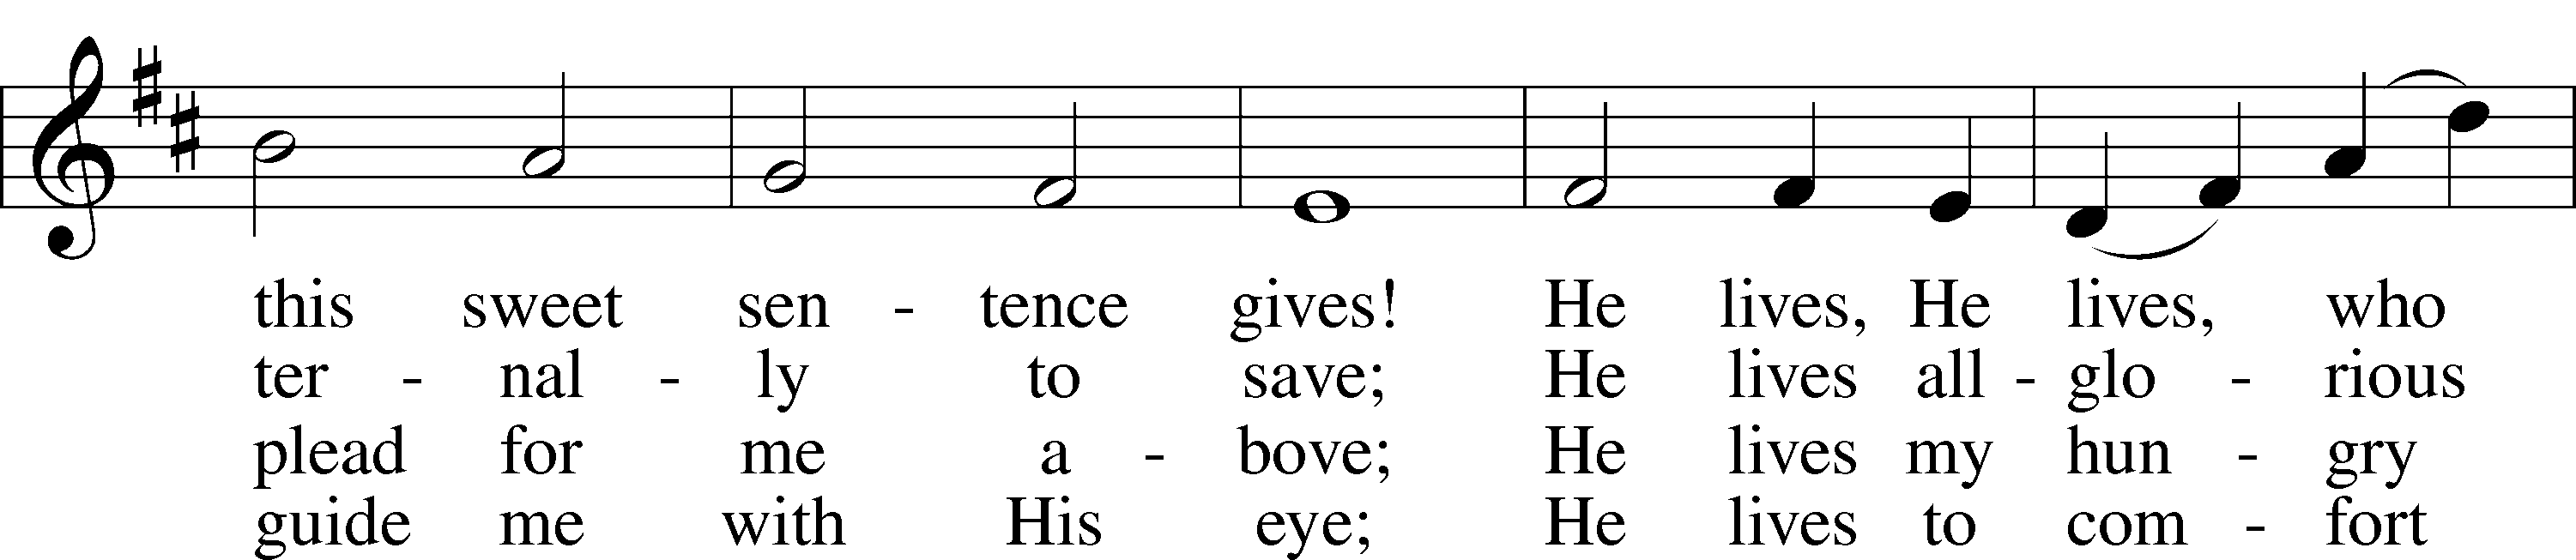 this sweet sen - tence gives! He lives, He lives, who
ter - nal - ly to save; He lives all - glo - rious
plead for me a - bove; He lives my hun - gry
guide me with His eye; He lives to com - fort